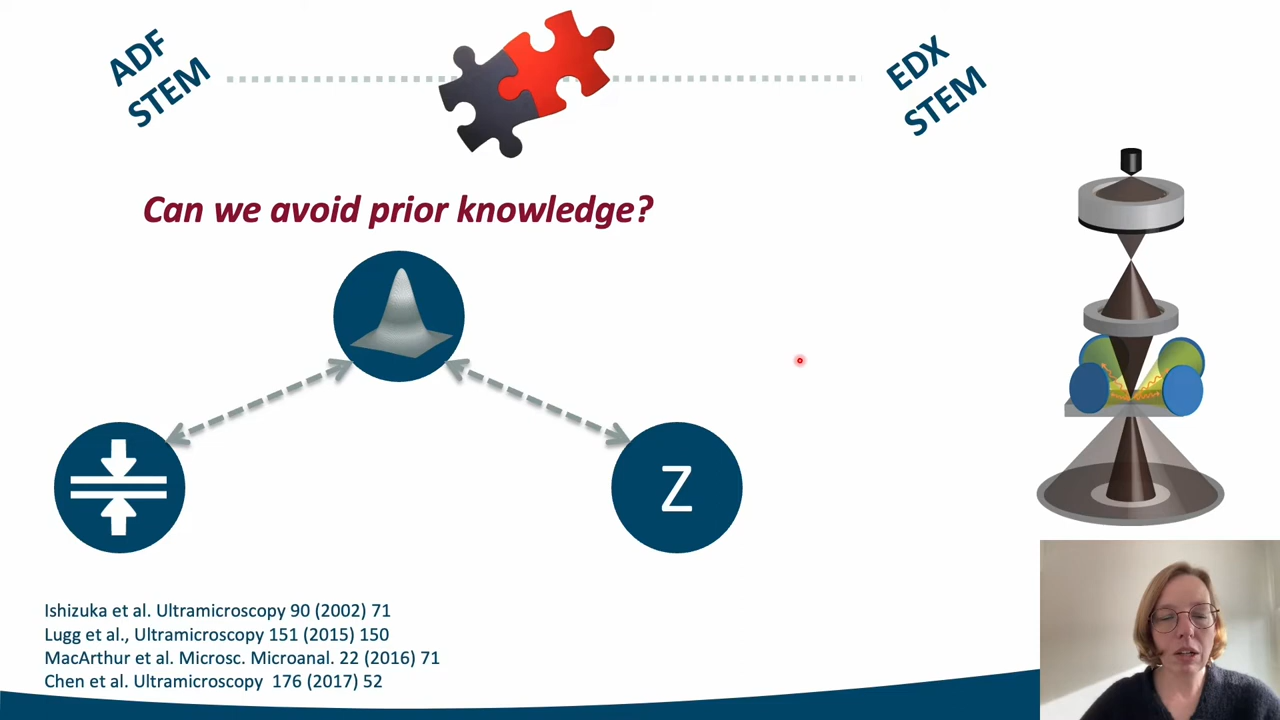 ADF
STEM
EDX
STEM
Can we avoid prior knowledge?
Z
Ishizuka et al. Ultramicroscopy 90 (2002) 71
Lugg et al., Ultramicroscopy 151 (2015) 150
MacArthur et al. Microsc. Microanal. 22 (2016) 71
Chen et al. Ultramicroscopy 176 (2017) 52